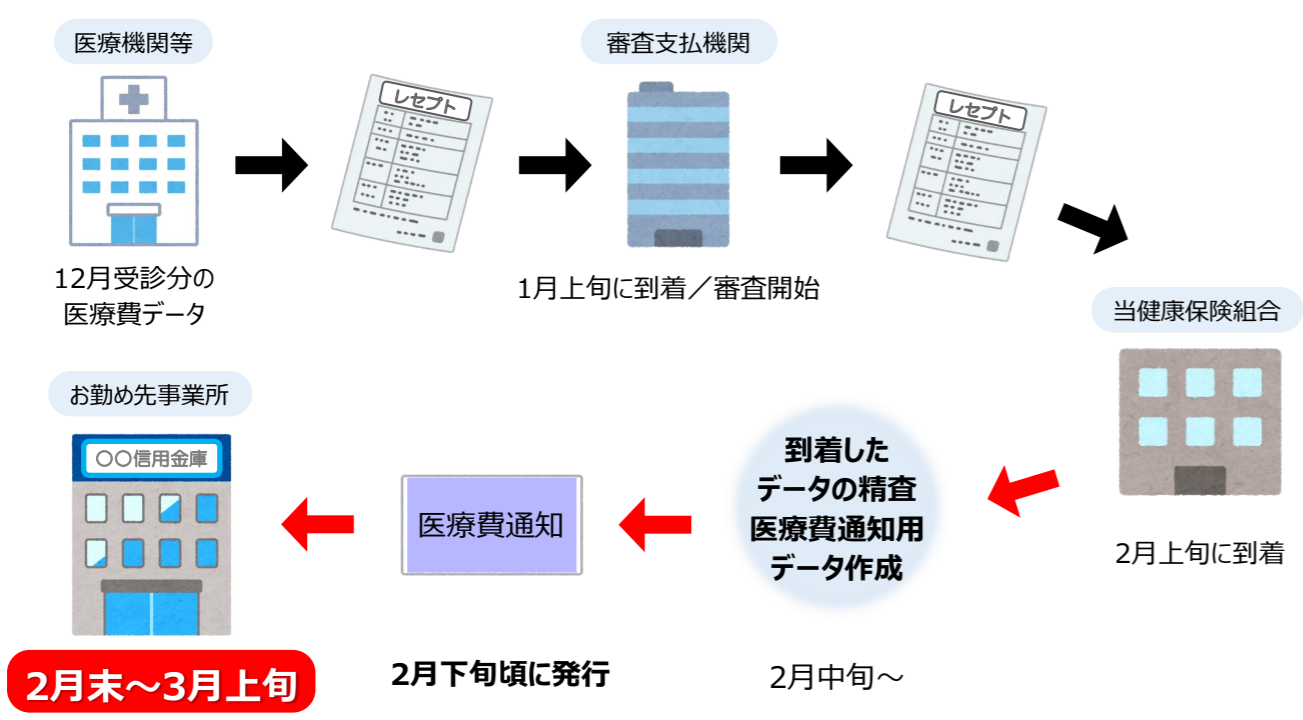 医療機関等
審査支払機関
レセプト
レセプト
12月受診分の
医療費データ
1月上旬に到着／審査開始
当健康保険組合
2月上旬に到着
到着した
データの精査
医療費通知用
データ作成
2月中旬～
医療費通知
2月下旬頃に発行
お勤め先事業所
〇〇信用金庫
2月末～3月上旬